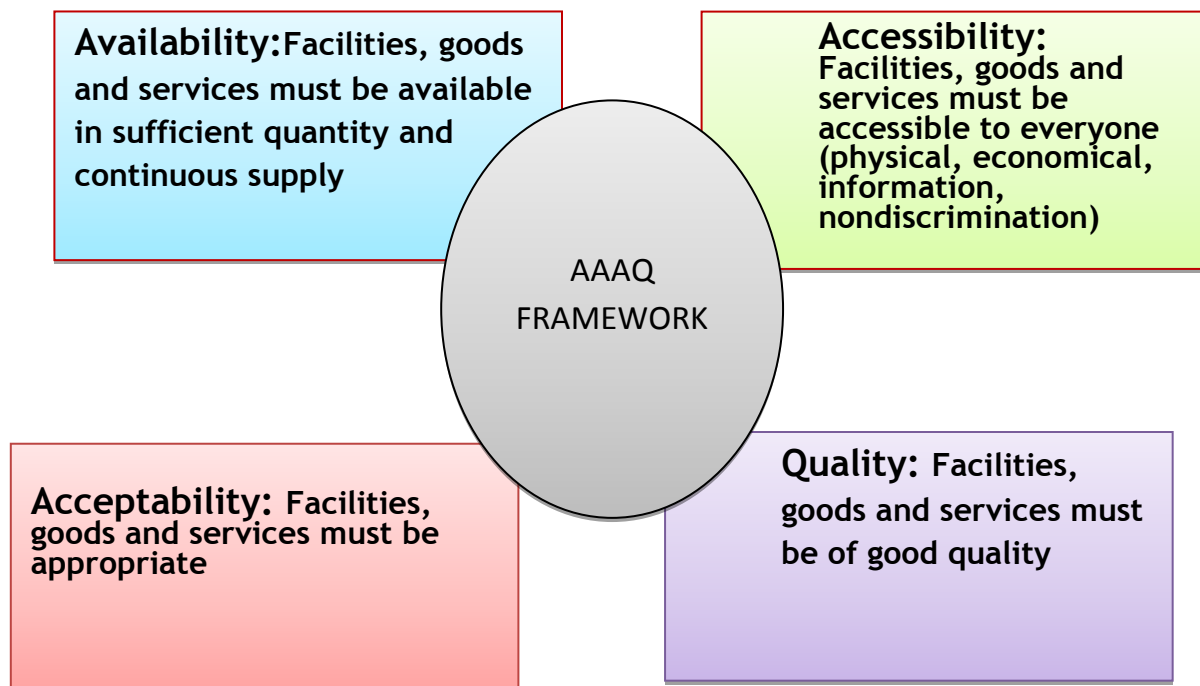 Availability:Facilities, goods
and services must be available
in sufficient quantity and
continuous supply
Accessibility:
Facilities, goods and
services must be
accessible to everyone
(physical, economical,
information,
nondiscrimination)
AAAQ
FRAMEWORK
Acceptability: Facilities,
goods and services must be
appropriate
Quality: Facilities,
goods and services must
be of good quality